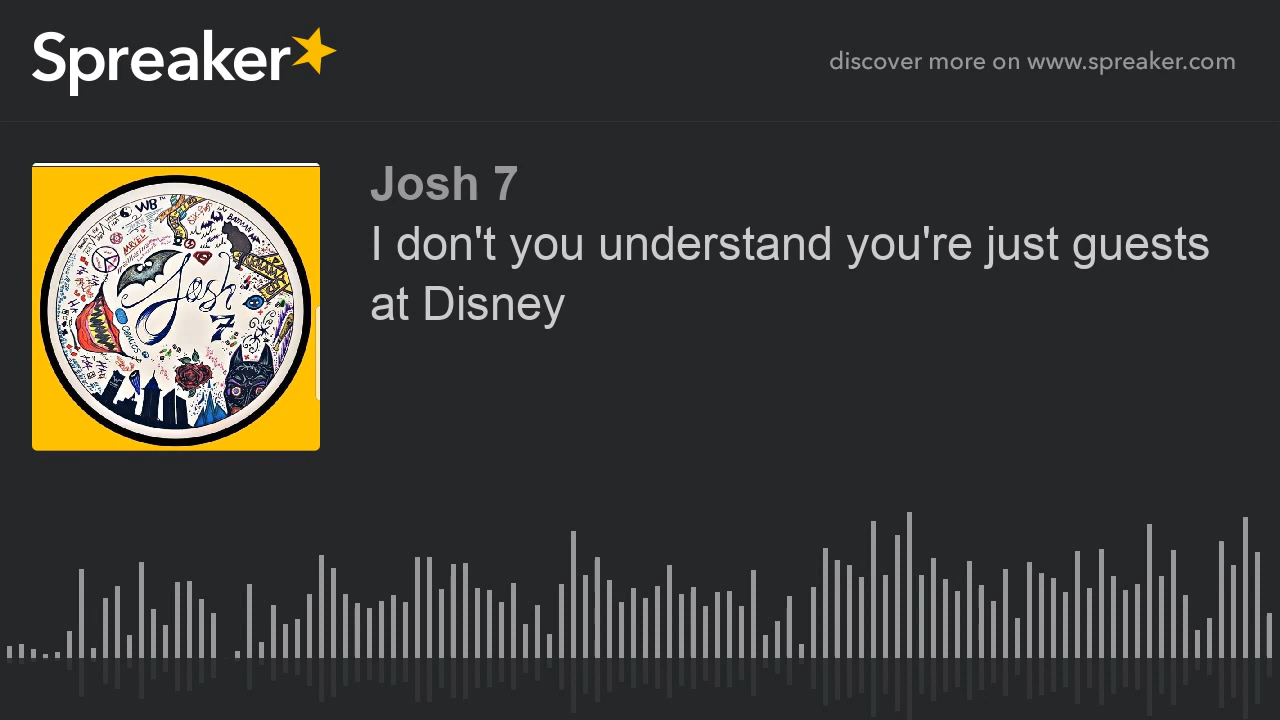 Spreaker
discover more on www.spreaker.com
Josh 7
I don't you understand you're just guests
at Disney
WB
BATMAN
Josh
7